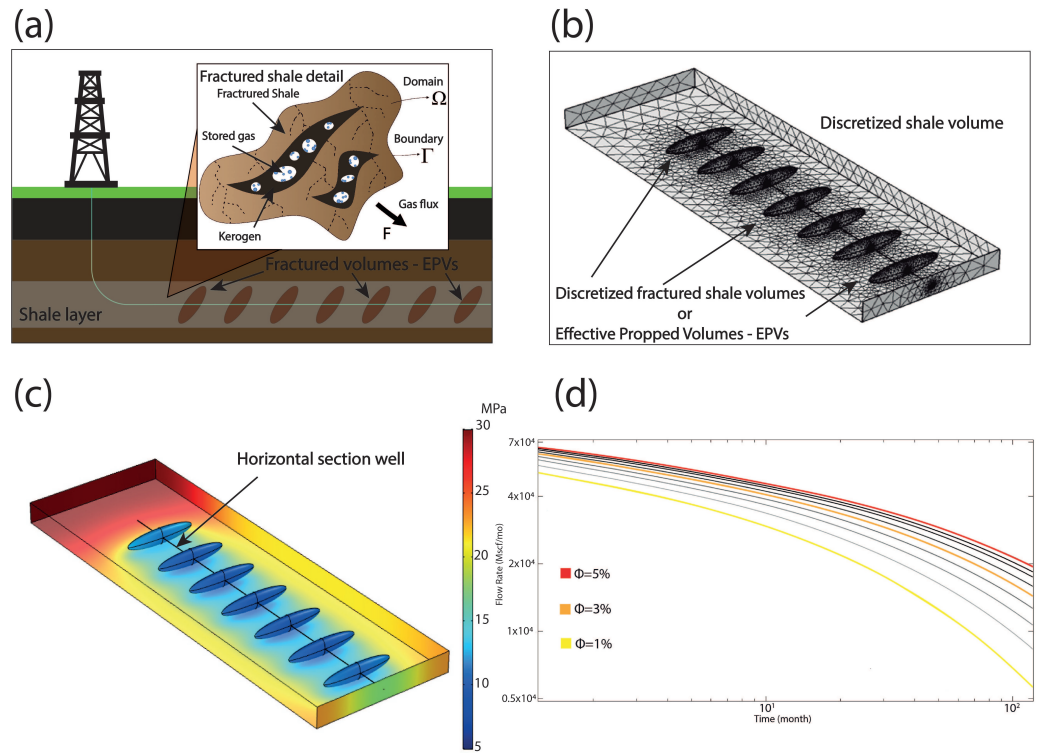 (a)
Fractured shale detail
Fractrured Shale
Domain
Ω
Stored gas
Boundary
Γ
Gas flux
F
Kerogen
Fractured volumes - EPVs
Shale layer
(b)
Discretized shale volume
Discretized fractured shale volumes
or
Effective Propped Volumes - EPVs
(c)
MPa
30
25
20
15
10
5
Horizontal section well
(d)
7x10⁴
4x10⁴
2x10⁴
1x10⁴
0.5x10⁴
Flow Rate (Mscf/mo)
Φ=5%
Φ=3%
Φ=1%
10¹
10²
Time (month)